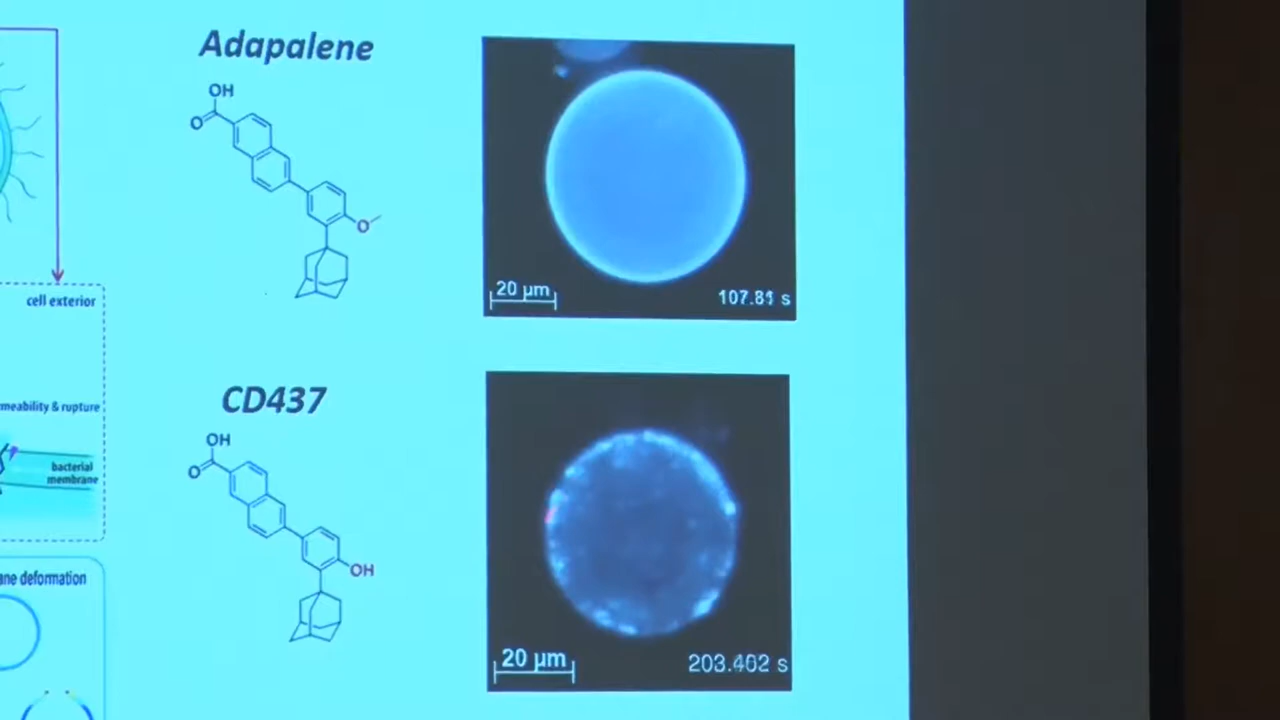 Adapalene
OH
O
O
20 µm
107.81 s
cell exterior
CD437
meability & rupture
OH
O
bacterial
membrane
OH
ane deformation
20 µm
203.402 s